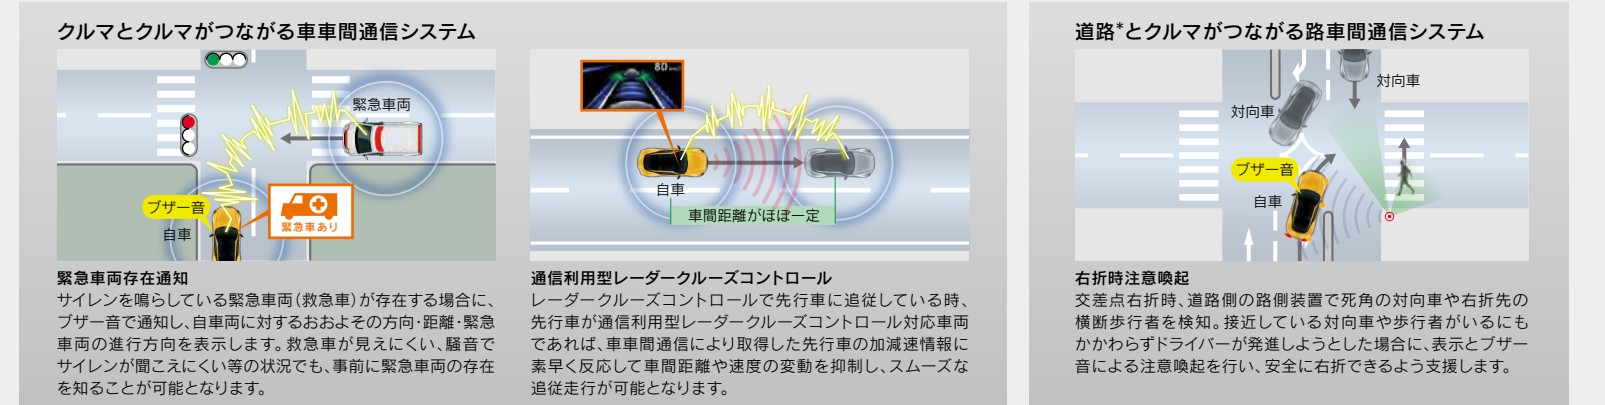 クルマとクルマがつながる車車間通信システム
緊急車両
ブザー音
自車
緊急車あり
緊急車両存在通知
サイレンを鳴らしている緊急車両(救急車)が存在する場合に、
ブザー音で通知し、自車両に対するおおよその方向・距離・緊急
車両の進行方向を表示します。救急車が見えにくい、騒音で
サイレンが聞こえにくい等の状況でも、事前に緊急車両の存在
を知ることが可能となります。
80
自車
車間距離がほぼ一定
通信利用型レーダークルーズコントロール
レーダークルーズコントロールで先行車に追従している時、
先行車が通信利用型レーダークルーズコントロール対応車両
であれば、車車間通信により取得した先行車の加減速情報に
素早く反応して車間距離や速度の変動を抑制し、スムーズな
追従走行が可能となります。
道路*とクルマがつながる路車間通信システム
対向車
対向車
ブザー音
自車
右折時注意喚起
交差点右折時、道路側の路側装置で死角の対向車や右折先の
横断歩行者を検知。接近している対向車や歩行者がいるにも
かかわらずドライバーが発進しようとした場合に、表示とブザー
音による注意喚起を行い、安全に右折できるよう支援します。